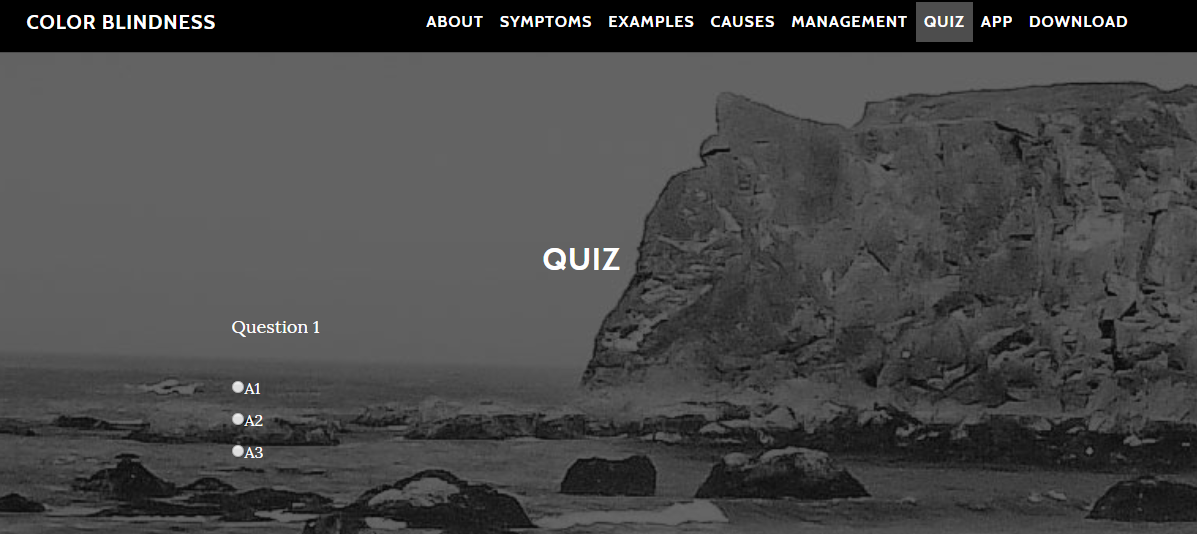 COLOR BLINDNESS ABOUT SYMPTOMS EXAMPLES CAUSES MANAGEMENT QUIZ APP DOWNLOAD
QUIZ
Question 1
A1
A2
A3